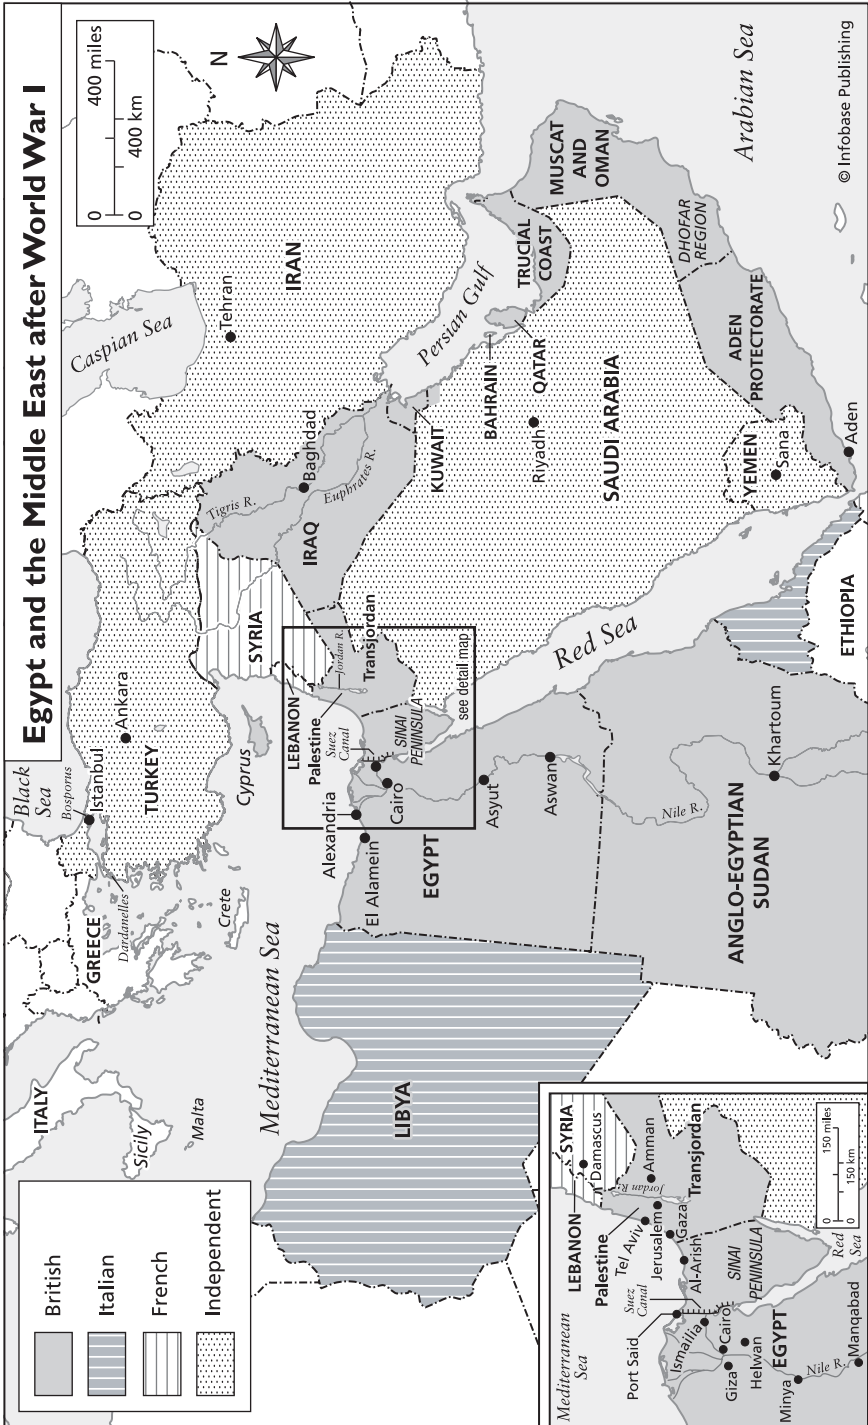 Egypt and the Middle East after World War I
0 400 miles
0 400 km
N
British
Italian
French
Independent
ITALY
Sicily
Malta
GREECE
Dardanelles
Crete
Mediterranean Sea
Black
Sea
Bosporus
Istanbul
Ankara
TURKEY
Cyprus
Caspian Sea
Tehran
IRAN
Tigris R.
Baghdad
Euphrates R.
IRAQ
SYRIA
LEBANON
Palestine
Jordan R.
Transjordan
Suez
Canal
SINAI
PENINSULA
see detail map
Alexandria
El Alamein
Cairo
EGYPT
Asyut
Aswan
LIBYA
Nile R.
ANGLO-EGYPTIAN
SUDAN
Khartoum
ETHIOPIA
Red Sea
KUWAIT
Persian Gulf
BAHRAIN
QATAR
TRUCIAL
COAST
MUSCAT
AND
OMAN
Riyadh
SAUDI ARABIA
DHOFAR
REGION
ADEN
PROTECTORATE
YEMEN
Sana
Aden
Arabian Sea
© Infobase Publishing
Mediterranean
Sea
LEBANON
SYRIA
Damascus
Palestine
Tel Aviv
Jerusalem
Jordan R.
Amman
Gaza
Transjordan
Al-Arish
Suez
Canal
Port Said
Ismailia
SINAI
PENINSULA
Cairo
Giza
Helwan
EGYPT
Minya
Nile R.
Manqabad
Red
Sea
0 150 miles
0 150 km